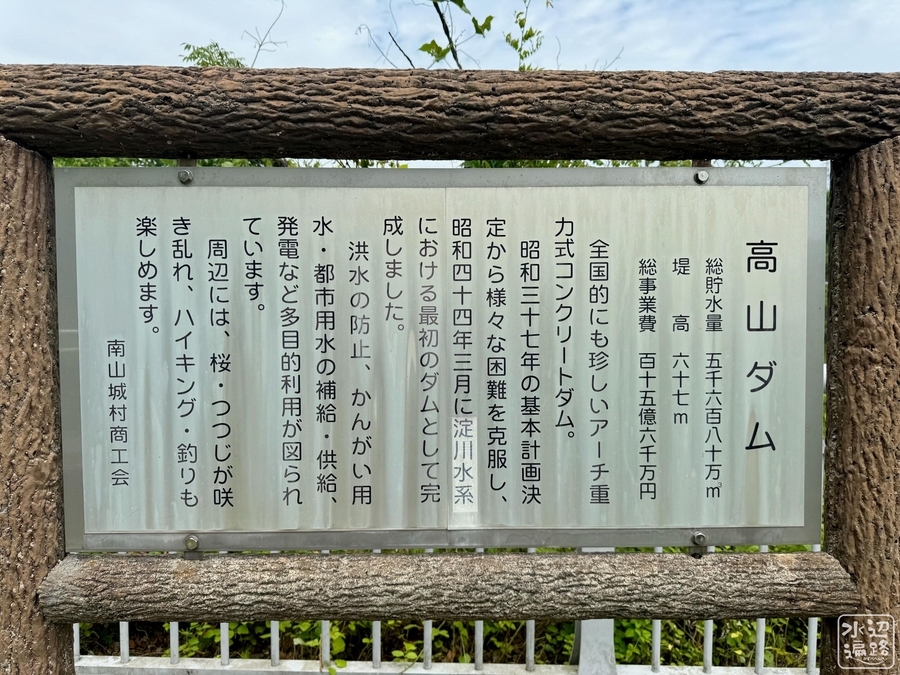 高山ダム
総貯水量 五千六百八十万㎥
堤高 六十七m
総事業費 百十五億六千万円
全国的にも珍しいアーチ重
力式コンクリートダム。
昭和三十七年の基本計画決
定から様々な困難を克服し、
昭和四十四年三月に淀川水系
における最初のダムとして完
成しました。
洪水の防止、かんがい用
水・都市用水の補給・供給、
発電など多目的利用が図られ
ています。
周辺には、桜・つつじが咲
き乱れ、ハイキング・釣りも
楽しめます。
南山城村商工会
水辺遍路